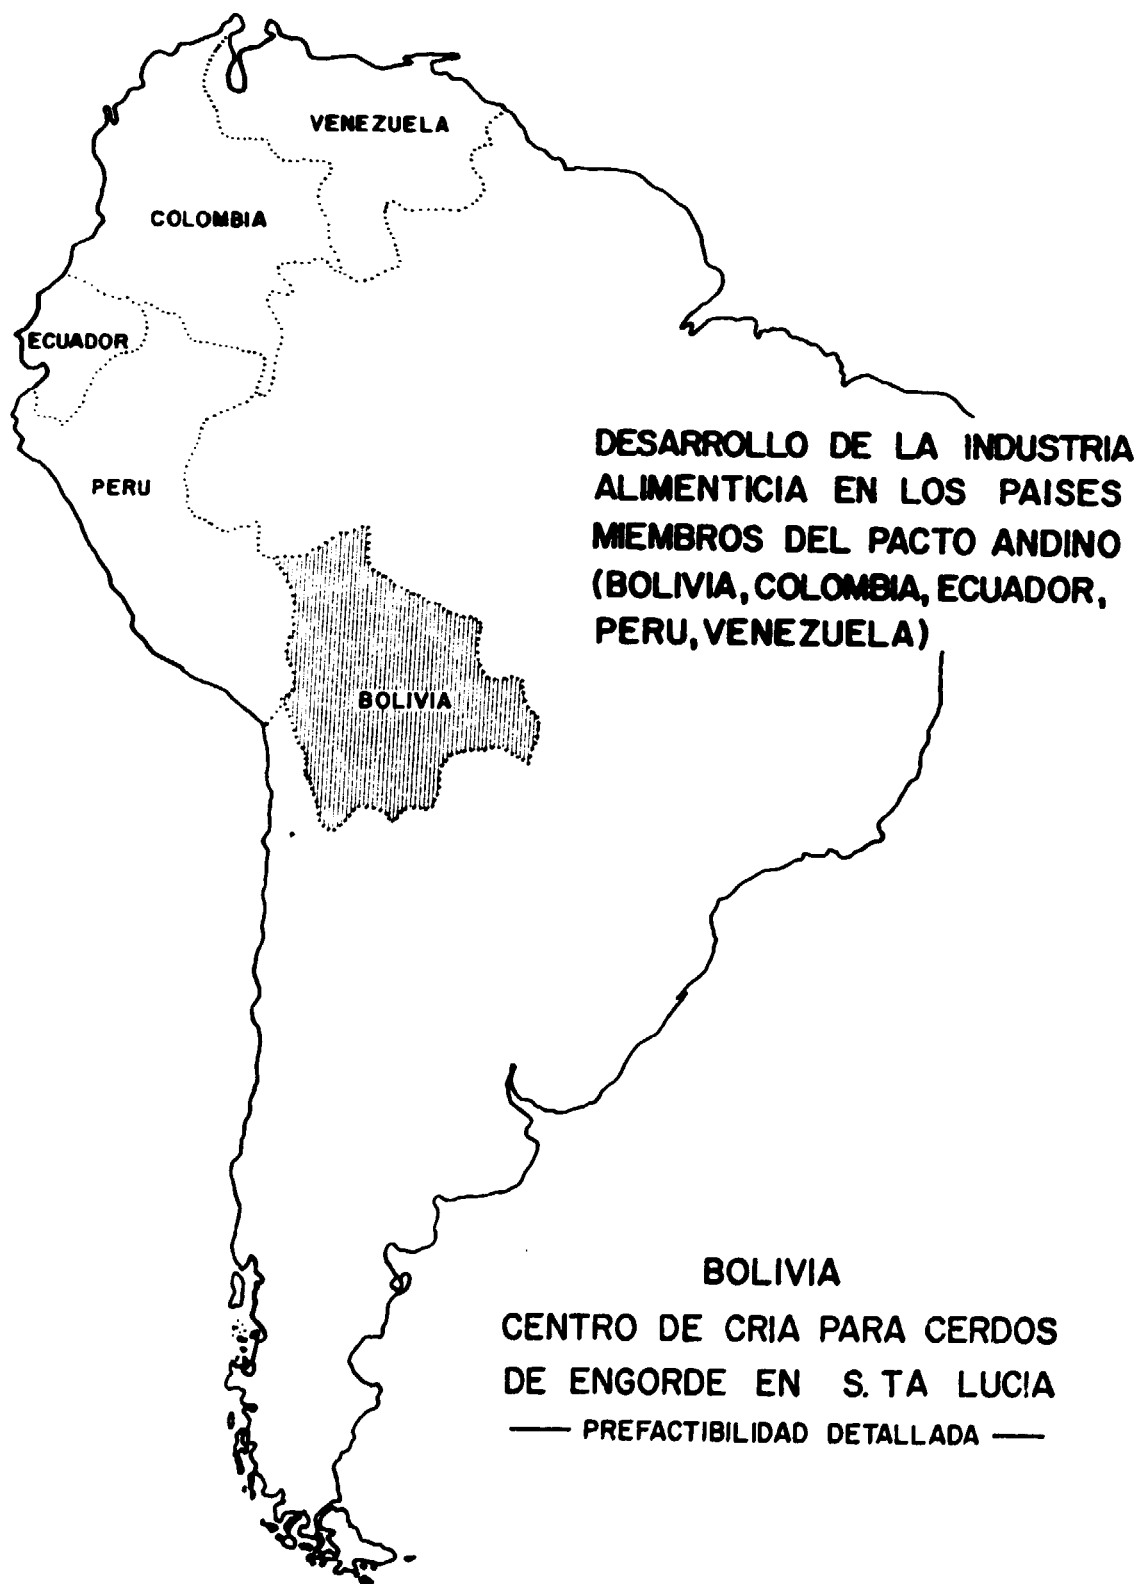 VENEZUELA
COLOMBIA
ECUADOR
PERU
BOLIVIA
DESARROLLO DE LA INDUSTRIA
ALIMENTICIA EN LOS PAISES
MIEMBROS DEL PACTO ANDINO
(BOLIVIA, COLOMBIA, ECUADOR,
PERU, VENEZUELA)
BOLIVIA
CENTRO DE CRIA PARA CERDOS
DE ENGORDE EN S. TA LUCIA
— PREFACTIBILIDAD DETALLADA —